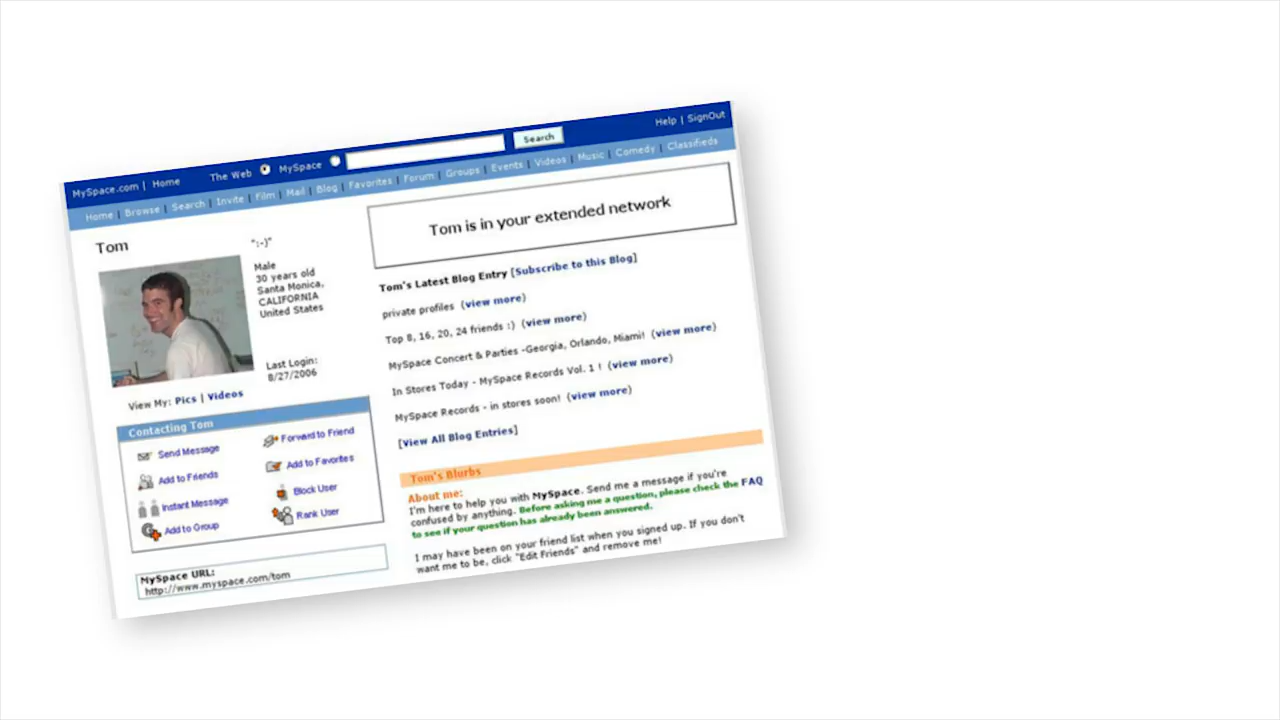 MySpace.com | Home
The Web MySpace Search
Help | SignOut
Home | Browse | Search | Invite | Film | Mail | Blog | Favorites | Forum | Groups | Events | Videos | Music | Comedy | Classifieds
Tom
":-)"
Male
30 years old
Santa Monica,
CALIFORNIA
United States
Last Login:
8/27/2006
View My: Pics | Videos
Contacting Tom
Send Message
Forward to Friend
Add to Friends
Add to Favorites
Instant Message
Block User
Add to Group
Rank User
MySpace URL:
http://www.myspace.com/tom
Tom is in your extended network
Tom's Latest Blog Entry [Subscribe to this Blog]
private profiles (view more)
Top 8, 16, 20, 24 friends :) (view more)
MySpace Concert & Parties -Georgia, Orlando, Miami! (view more)
In Stores Today - MySpace Records Vol. 1 ! (view more)
MySpace Records - in stores soon! (view more)
[View All Blog Entries]
Tom's Blurbs
About me:
I'm here to help you with MySpace. Send me a message if you're
confused by anything. Before asking me a question, please check the FAQ
to see if your question has already been answered.
I may have been on your friend list when you signed up. If you don't
want me to be, click "Edit Friends" and remove me!